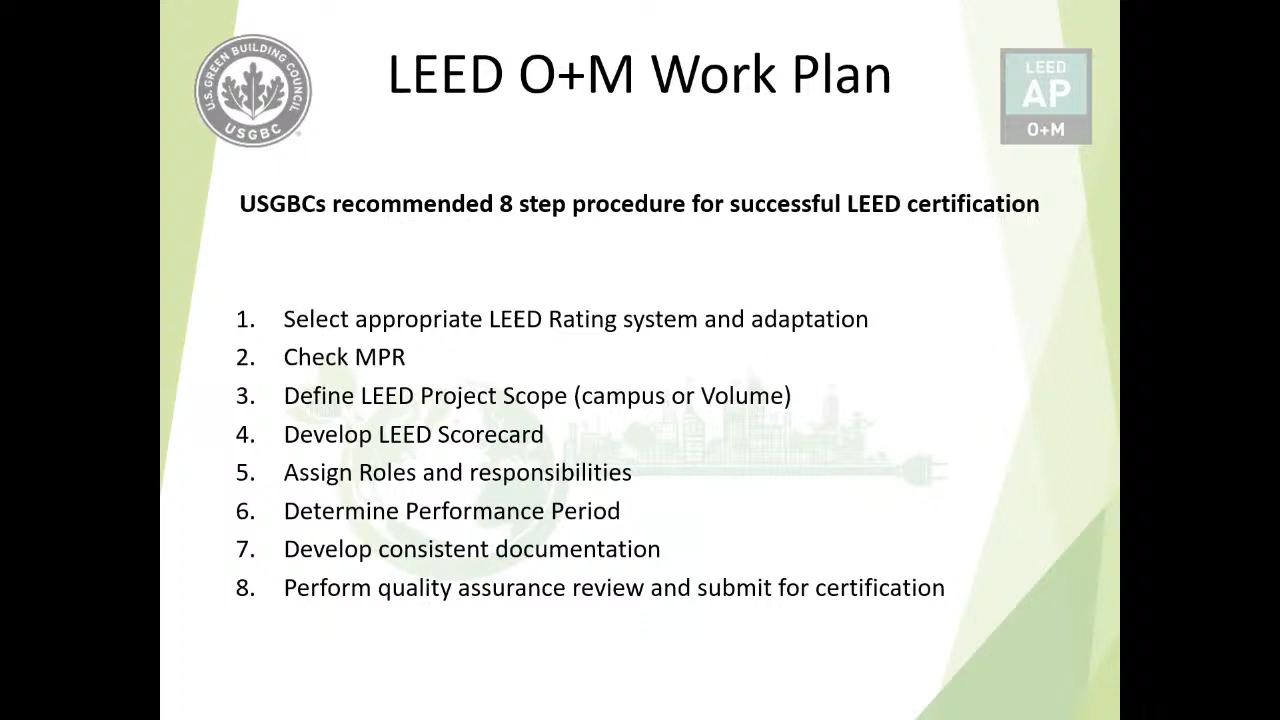 U.S. GREEN BUILDING COUNCIL
USGBC
LEED O+M Work Plan
LEED
AP
O+M
USGBCs recommended 8 step procedure for successful LEED certification
1. Select appropriate LEED Rating system and adaptation
2. Check MPR
3. Define LEED Project Scope (campus or Volume)
4. Develop LEED Scorecard
5. Assign Roles and responsibilities
6. Determine Performance Period
7. Develop consistent documentation
8. Perform quality assurance review and submit for certification